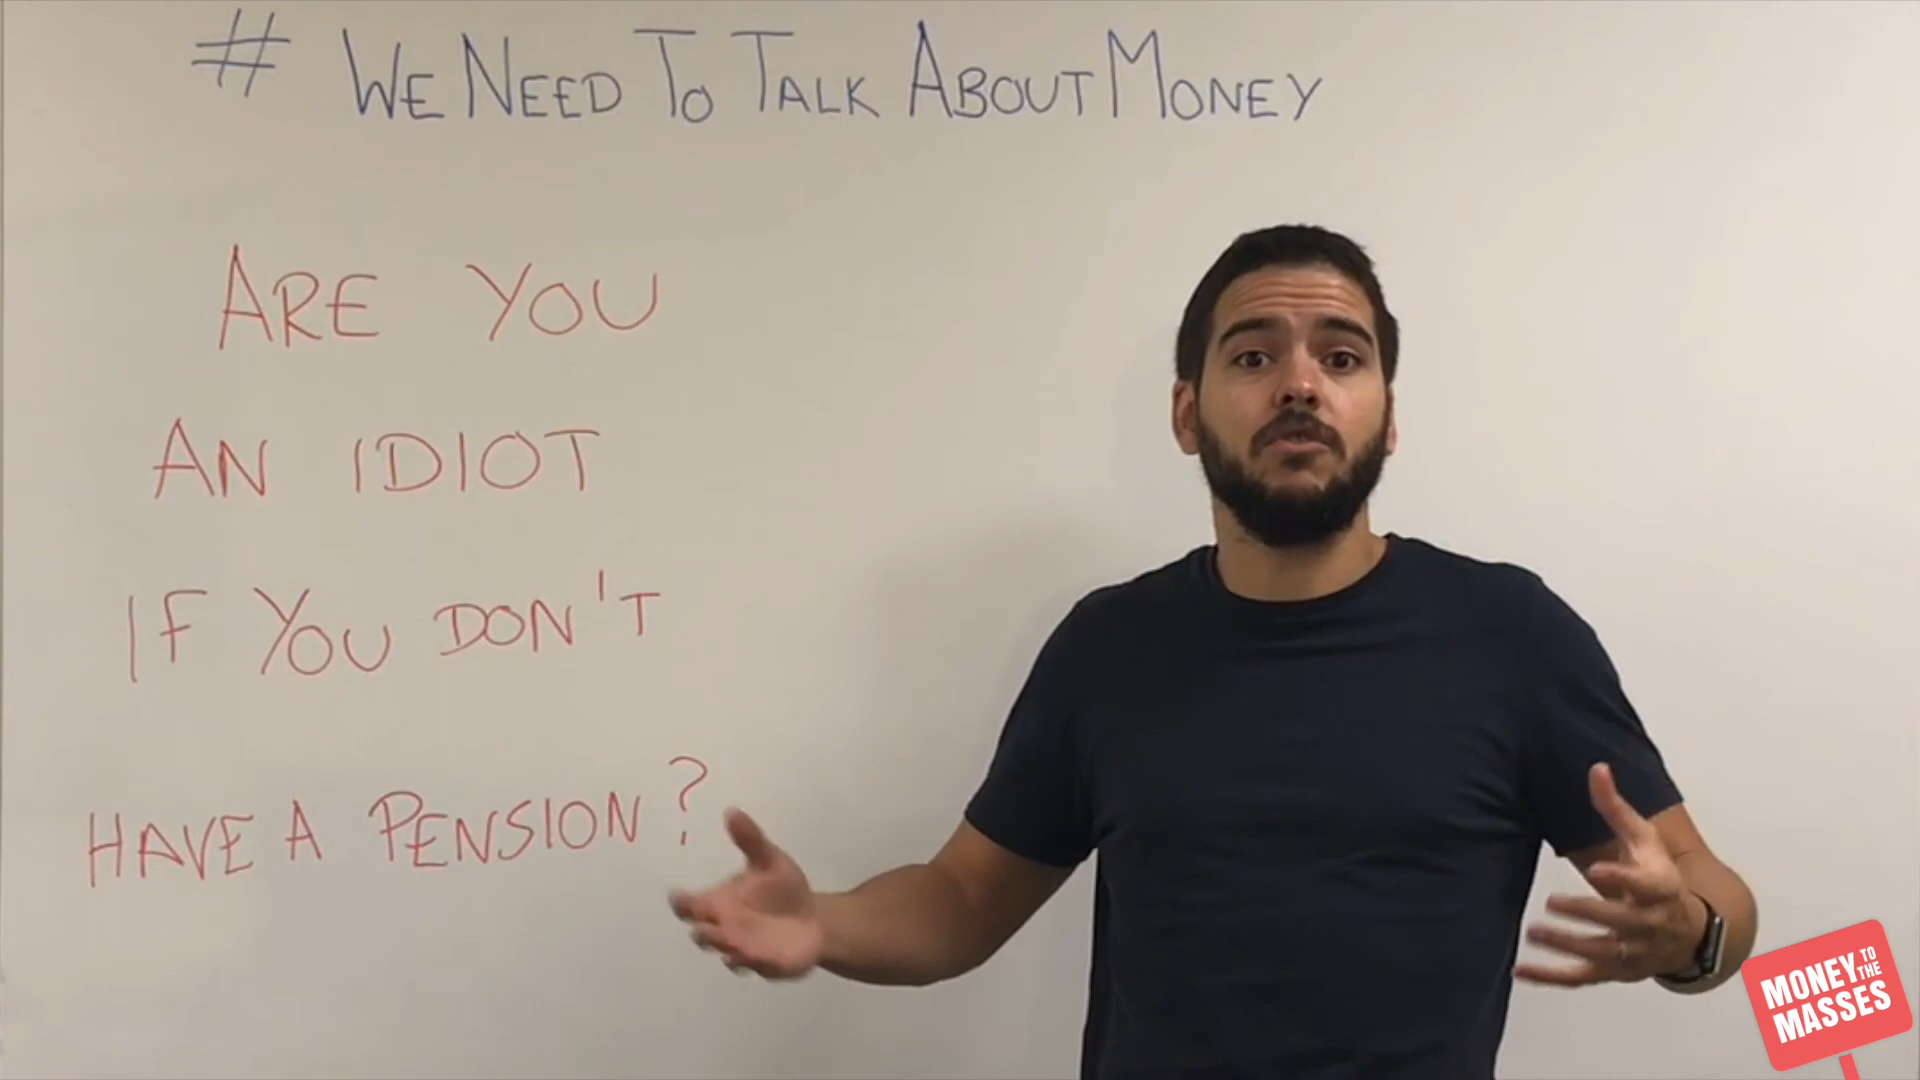 # WE NEED TO TALK ABOUT MONEY
ARE YOU
AN IDIOT
IF YOU DON'T
HAVE A PENSION?
MONEY TO THE
MASSES